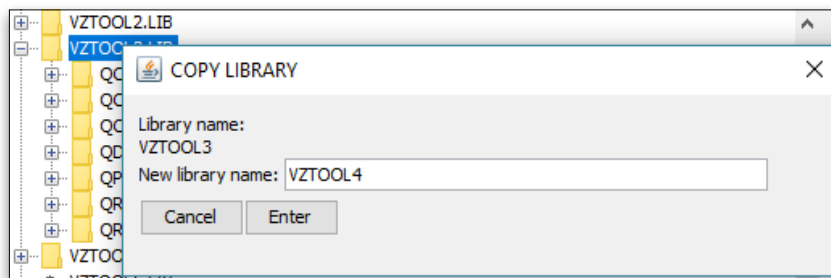 VZTOOL2.LIB
COPY LIBRARY
Library name:
VZTOOL3
New library name: VZTOOL4
Cancel Enter